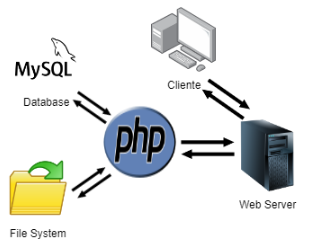 MySQL
Cliente
Database
php
Web Server
File System